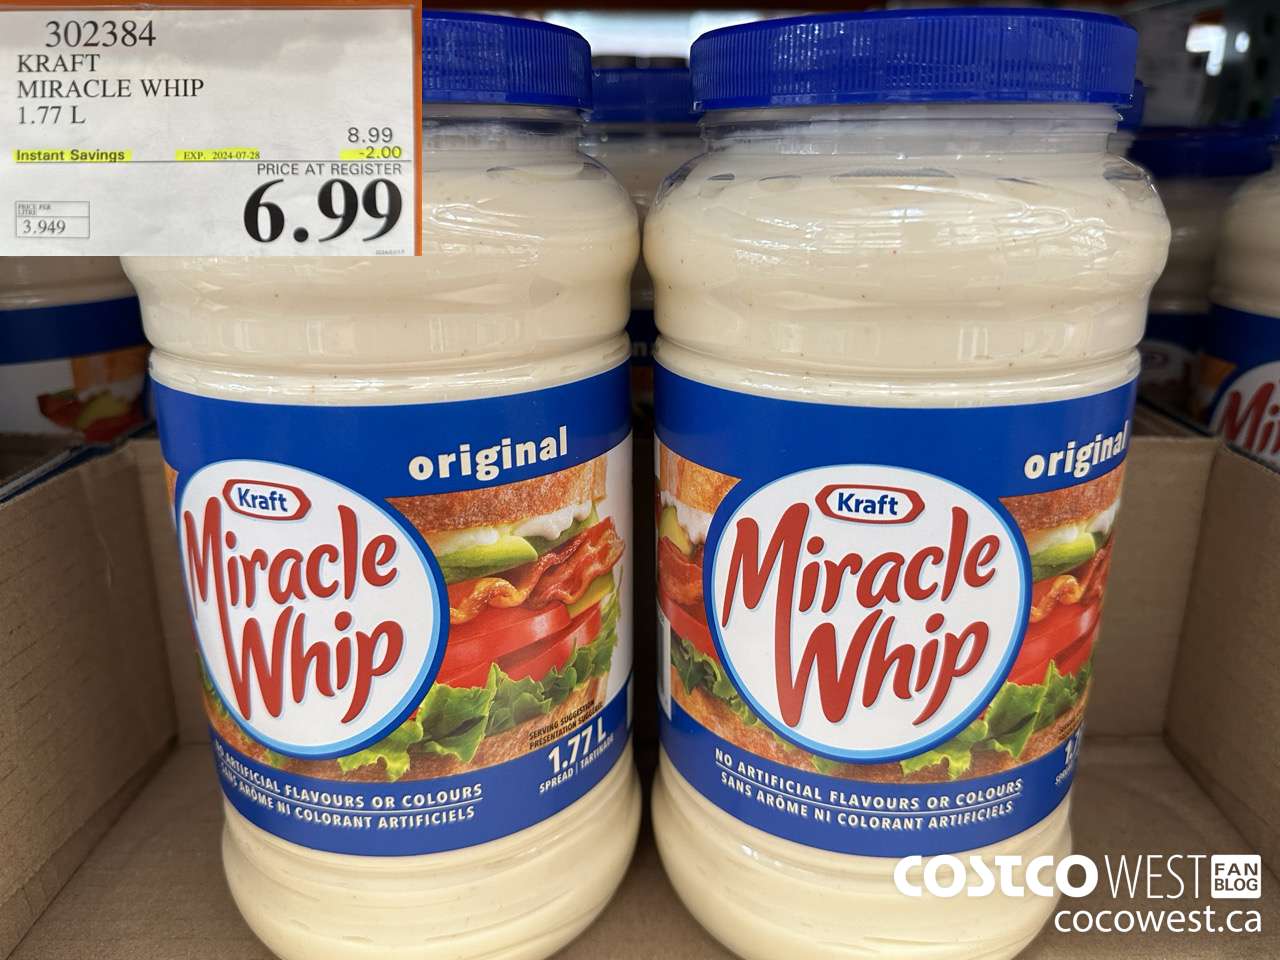 302384
KRAFT
MIRACLE WHIP
1.77 L
8.99
Instant Savings EXP. 2024-07-28 -2.00
PRICE AT REGISTER
6.99
PRICE PER
LITRE
3.949
original
Kraft
Miracle
Whip
SERVING SUGGESTION
PRESENTATION SUGGÉRÉE
1.77 L
SPREAD | TARTINADE
NO ARTIFICIAL FLAVOURS OR COLOURS
SANS ARÔME NI COLORANT ARTIFICIELS
original
Kraft
Miracle
Whip
NO ARTIFICIAL FLAVOURS OR COLOURS
SANS ARÔME NI COLORANT ARTIFICIELS
Mi
COSTCO WEST FAN BLOG
cocowest.ca